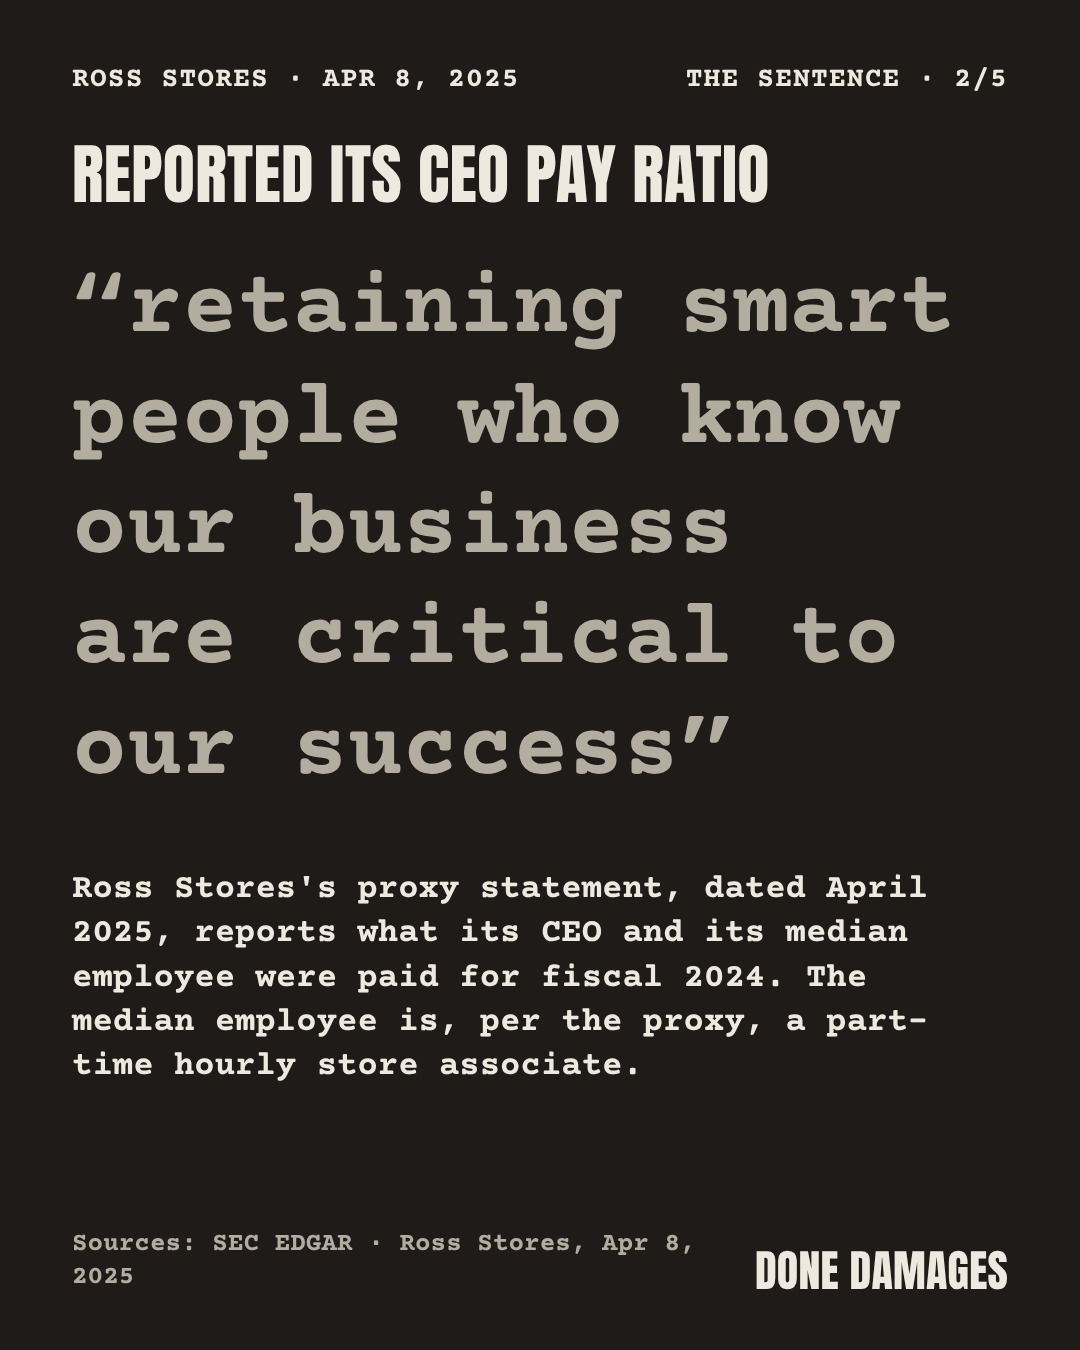 ROSS STORES · APR 8, 2025
THE SENTENCE · 2/5
REPORTED ITS CEO PAY RATIO
“retaining smart
people who know
our business
are critical to
our success”
Ross Stores's proxy statement, dated April
2025, reports what its CEO and its median
employee were paid for fiscal 2024. The
median employee is, per the proxy, a part-
time hourly store associate.
Sources: SEC EDGAR · Ross Stores, Apr 8,
2025
DONE DAMAGES